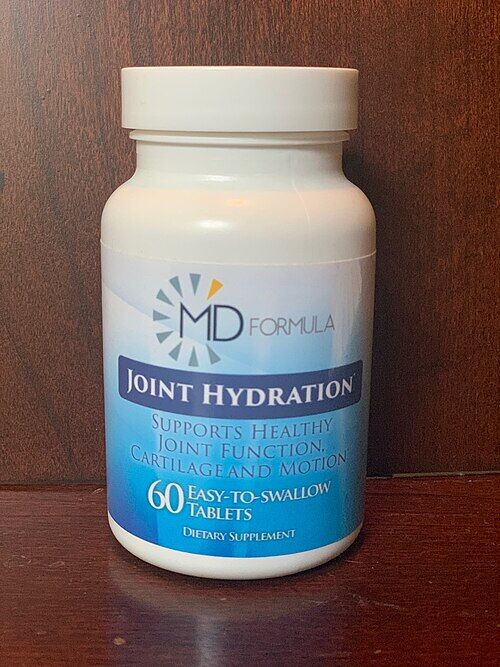 MD FORMULA
JOINT HYDRATION
SUPPORTS HEALTHY
JOINT FUNCTION,
CARTILAGE AND MOTION
60 EASY-TO-SWALLOW
TABLETS
DIETARY SUPPLEMENT